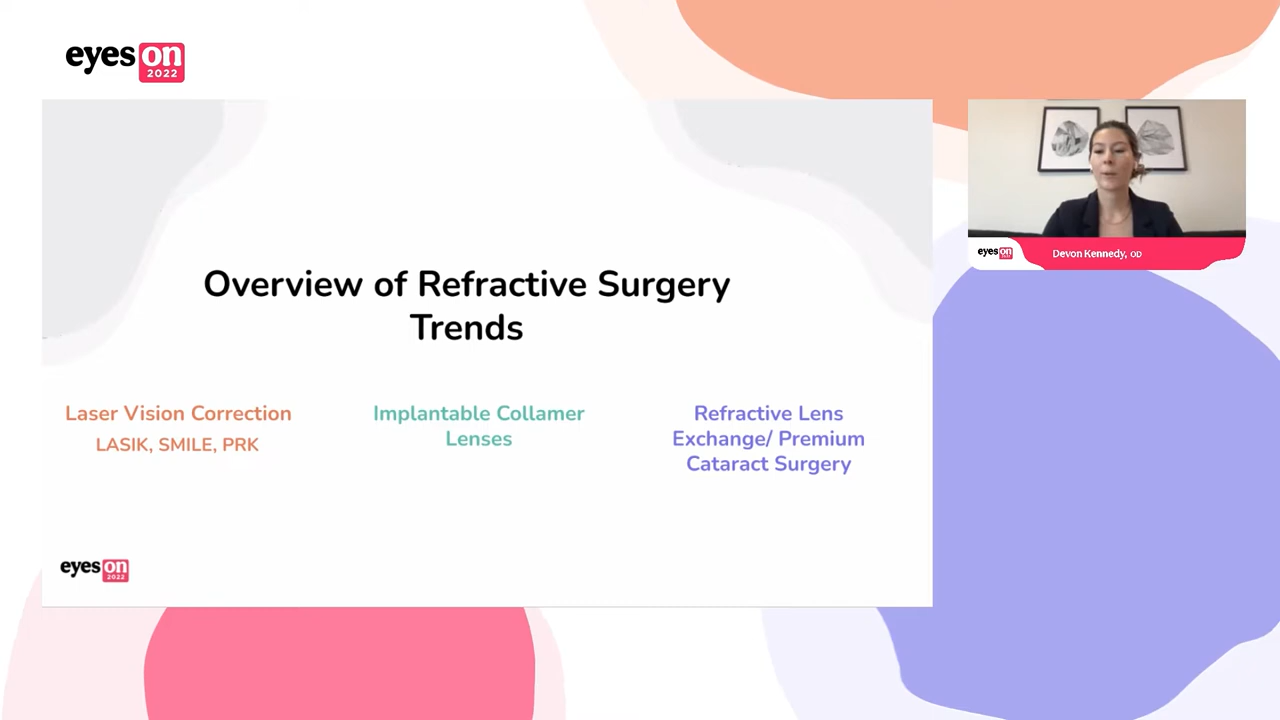 eyes on
2022
Overview of Refractive Surgery
Trends
Laser Vision Correction
LASIK, SMILE, PRK
Implantable Collamer
Lenses
Refractive Lens
Exchange/ Premium
Cataract Surgery
eyes on
2022
eyes on
2022
Devon Kennedy, OD